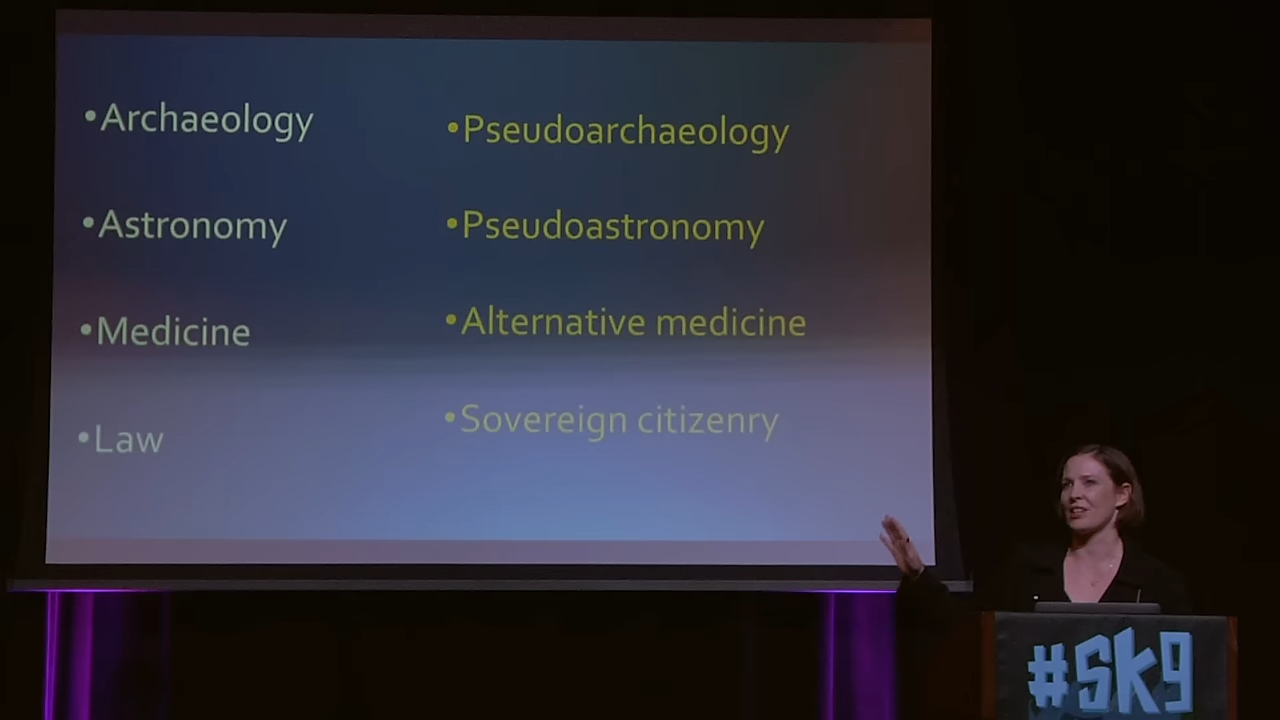 •Archaeology
•Astronomy
•Medicine
•Law
•Pseudoarchaeology
•Pseudoastronomy
•Alternative medicine
•Sovereign citizenry
#SK9